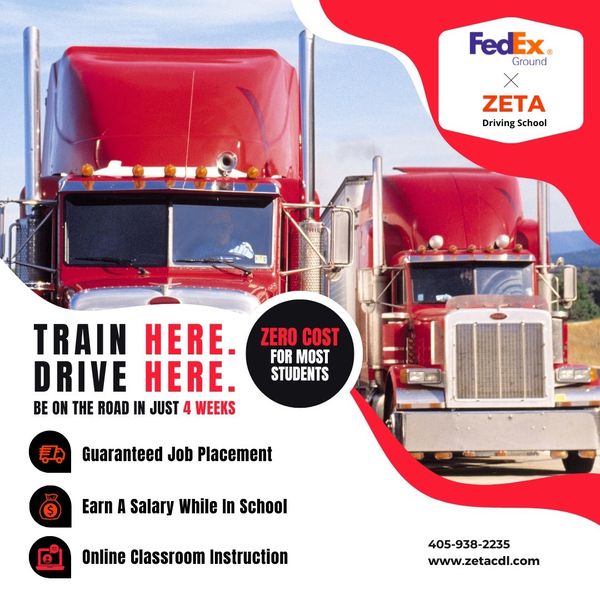 FedEx®
Ground
×
ZETA
Driving School
TRAIN HERE.
DRIVE HERE.
BE ON THE ROAD IN JUST 4 WEEKS
ZERO COST
FOR MOST
STUDENTS
Guaranteed Job Placement
Earn A Salary While In School
Online Classroom Instruction
405-938-2235
www.zetacdl.com